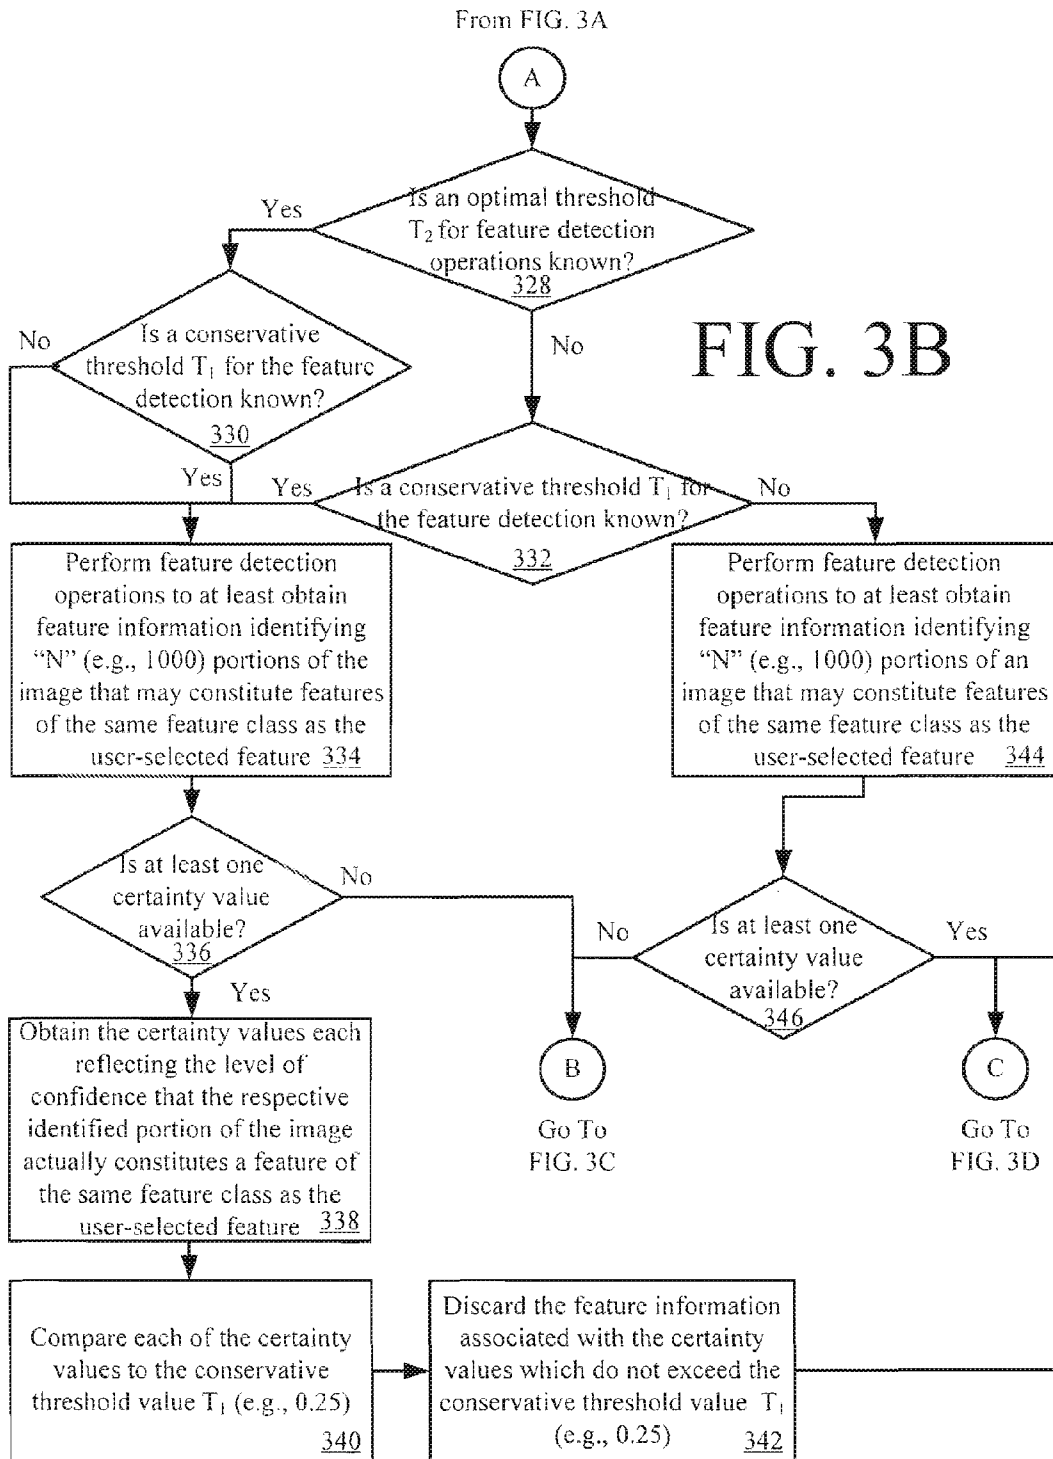 From FIG. 3A
A
Is an optimal threshold
T₂ for feature detection
operations known?
328
Yes
No
FIG. 3B
Is a conservative
threshold T₁ for the feature
detection known?
330
No
Yes
Is a conservative threshold T₁ for
the feature detection known?
332
Yes
No
Perform feature detection
operations to at least obtain
feature information identifying
“N” (e.g., 1000) portions of the
image that may constitute features
of the same feature class as the
user-selected feature 334
Perform feature detection
operations to at least obtain
feature information identifying
“N” (e.g., 1000) portions of an
image that may constitute features
of the same feature class as the
user-selected feature 344
Is at least one
certainty value
available?
336
No
Yes
Is at least one
certainty value
available?
346
No
Yes
B
Go To
FIG. 3C
C
Go To
FIG. 3D
Obtain the certainty values each
reflecting the level of
confidence that the respective
identified portion of the image
actually constitutes a feature of
the same feature class as the
user-selected feature 338
Compare each of the certainty
values to the conservative
threshold value T₁ (e.g., 0.25)
340
Discard the feature information
associated with the certainty
values which do not exceed the
conservative threshold value T₁
(e.g., 0.25) 342